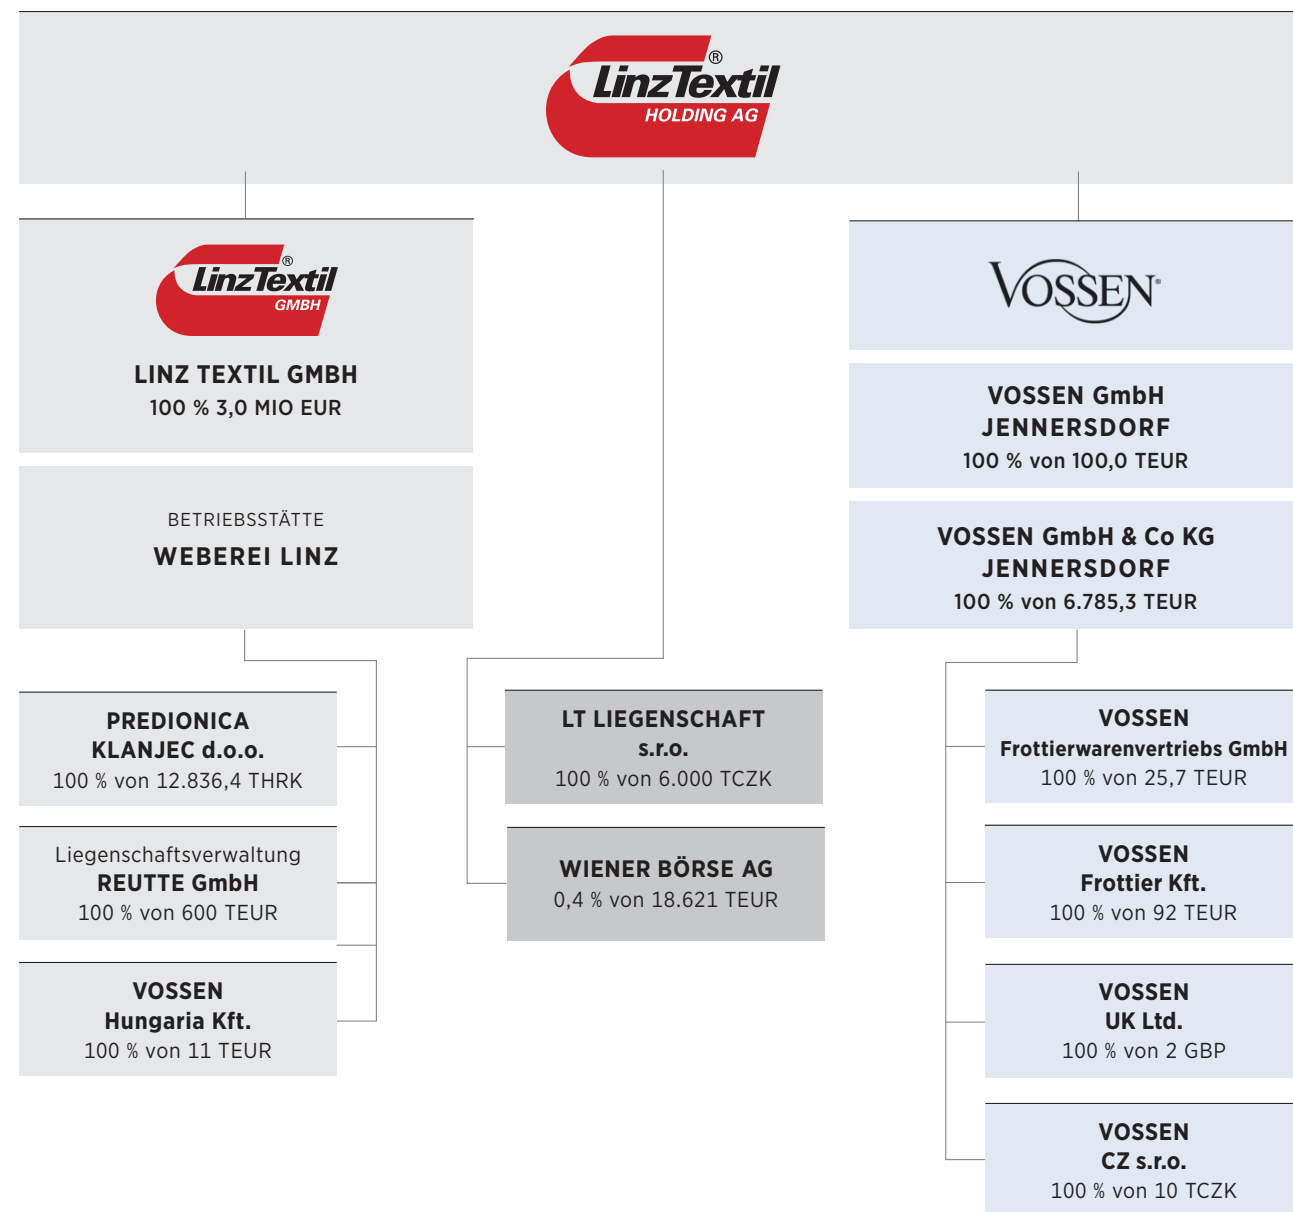 LinzTextil®
HOLDING AG
LinzTextil®
GMBH
LINZ TEXTIL GMBH
100 % 3,0 MIO EUR
BETRIEBSSTÄTTE
WEBEREI LINZ
PREDIONICA
KLANJEC d.o.o.
100 % von 12.836,4 THRK
Liegenschaftsverwaltung
REUTTE GmbH
100 % von 600 TEUR
VOSSEN
Hungaria Kft.
100 % von 11 TEUR
LT LIEGENSCHAFT
s.r.o.
100 % von 6.000 TCZK
WIENER BÖRSE AG
0,4 % von 18.621 TEUR
VOSSEN®
VOSSEN GmbH
JENNERSDORF
100 % von 100,0 TEUR
VOSSEN GmbH & Co KG
JENNERSDORF
100 % von 6.785,3 TEUR
VOSSEN
Frottierwarenvertriebs GmbH
100 % von 25,7 TEUR
VOSSEN
Frottier Kft.
100 % von 92 TEUR
VOSSEN
UK Ltd.
100 % von 2 GBP
VOSSEN
CZ s.r.o.
100 % von 10 TCZK